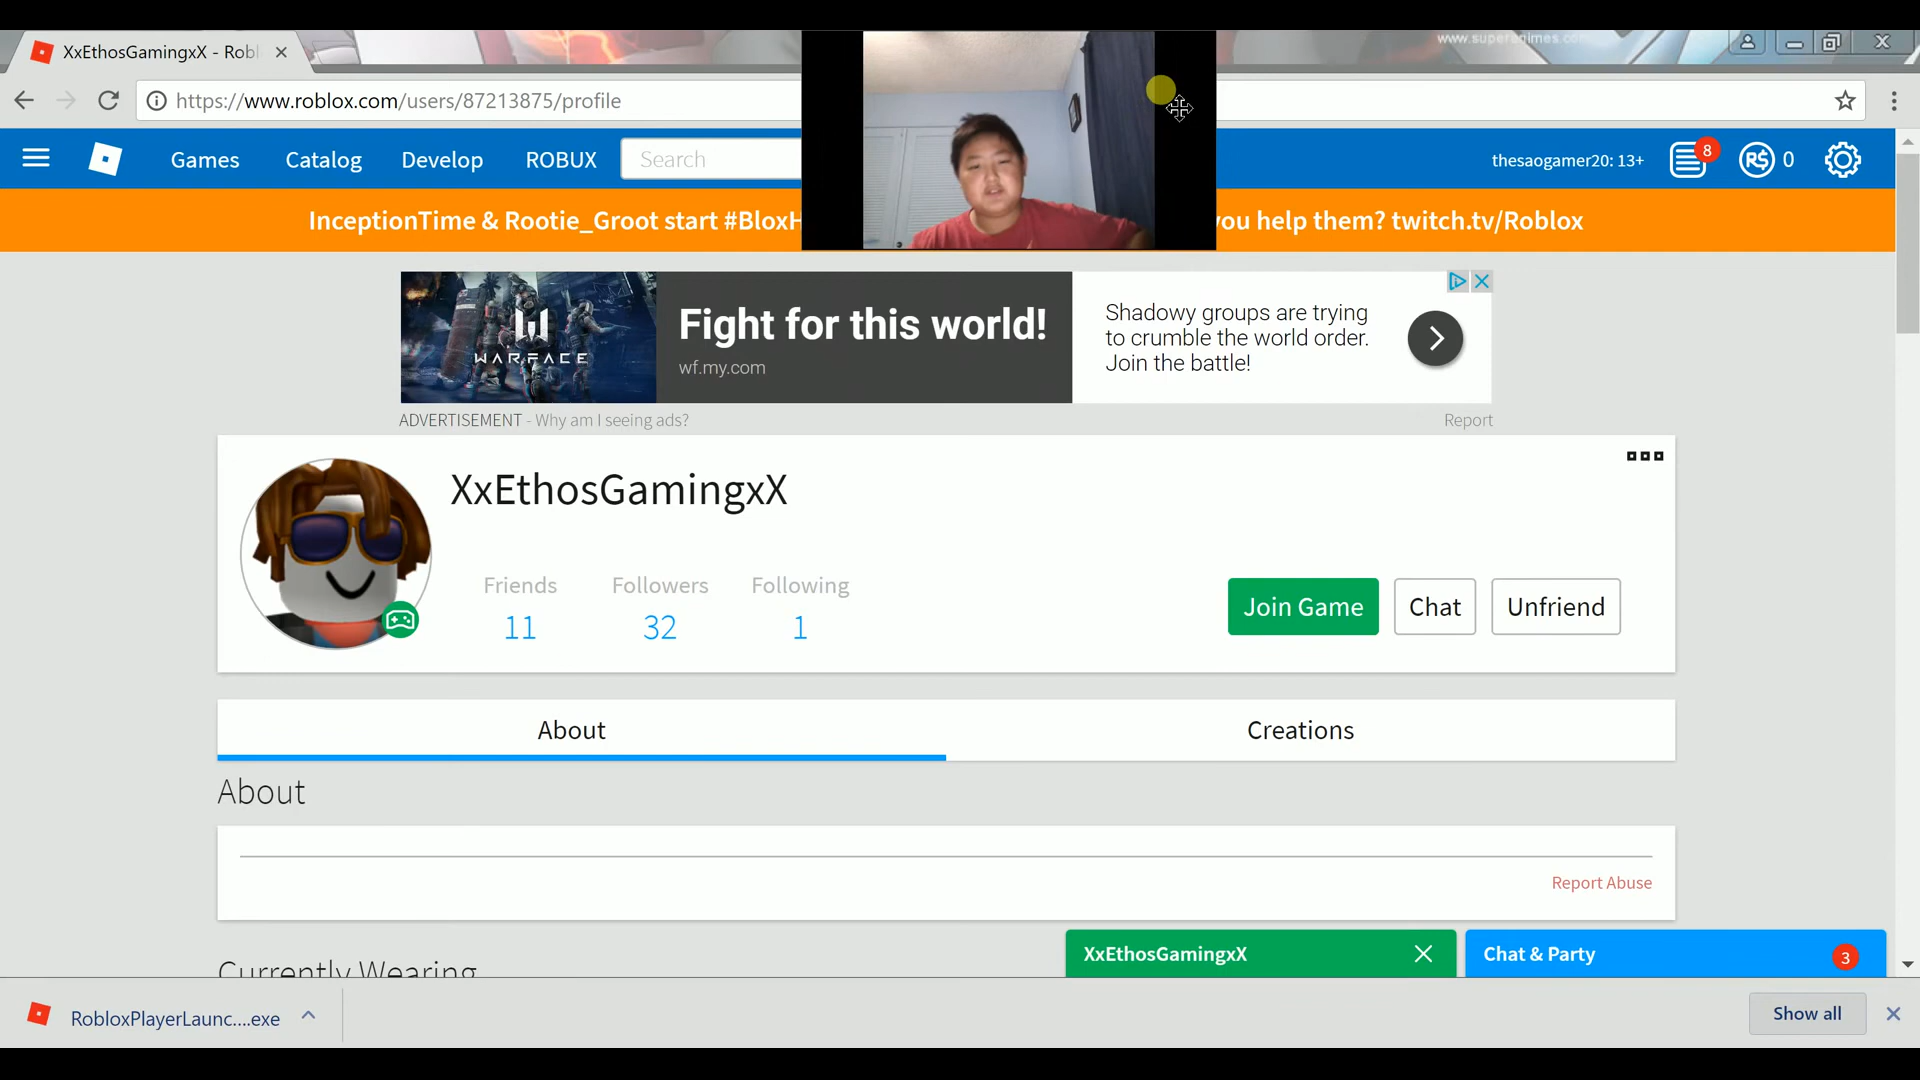 XxEthosGamingxX - Robl
www.superanimes.co
https://www.roblox.com/users/87213875/profile
Games
Catalog
Develop
ROBUX
Search
thesaogamer20: 13+
8
R$
0
InceptionTime & Rootie_Groot start #BloxH
you help them? twitch.tv/Roblox
WARFACE
Fight for this world!
wf.my.com
Shadowy groups are trying
to crumble the world order.
Join the battle!
ADVERTISEMENT - Why am I seeing ads?
Report
XxEthosGamingxX
Friends
Followers
Following
11
32
1
Join Game
Chat
Unfriend
About
Creations
About
Report Abuse
Currently Wearing
XxEthosGamingxX
Chat & Party
3
RobloxPlayerLaunc....exe
Show all